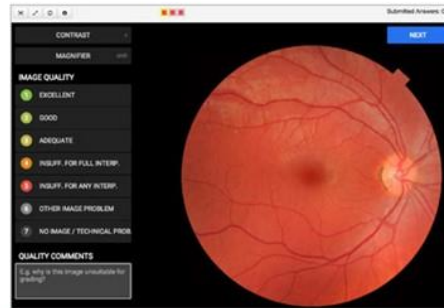 Submitted Answers:
CONTRAST
NEXT
MAGNIFIER
IMAGE QUALITY
1 EXCELLENT
2 GOOD
3 ADEQUATE
4 INSUFF. FOR FULL INTERP.
5 INSUFF. FOR ANY INTERP.
6 OTHER IMAGE PROBLEM
7 NO IMAGE / TECHNICAL PROB.
QUALITY COMMENTS
E.g. why is this image unsuitable for
grading?